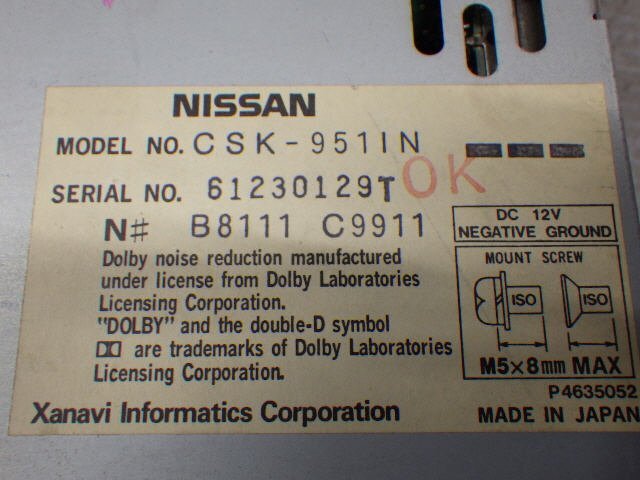 NISSAN
MODEL NO. CSK-9511N
SERIAL NO. 61230129T
OK
N# B8111 C9911
DC 12V
NEGATIVE GROUND
Dolby noise reduction manufactured
under license from Dolby Laboratories
Licensing Corporation.
"DOLBY" and the double-D symbol
are trademarks of Dolby Laboratories
Licensing Corporation.
MOUNT SCREW
ISO ISO
M5×8mm MAX
P4635052
Xanavi Informatics Corporation
MADE IN JAPAN